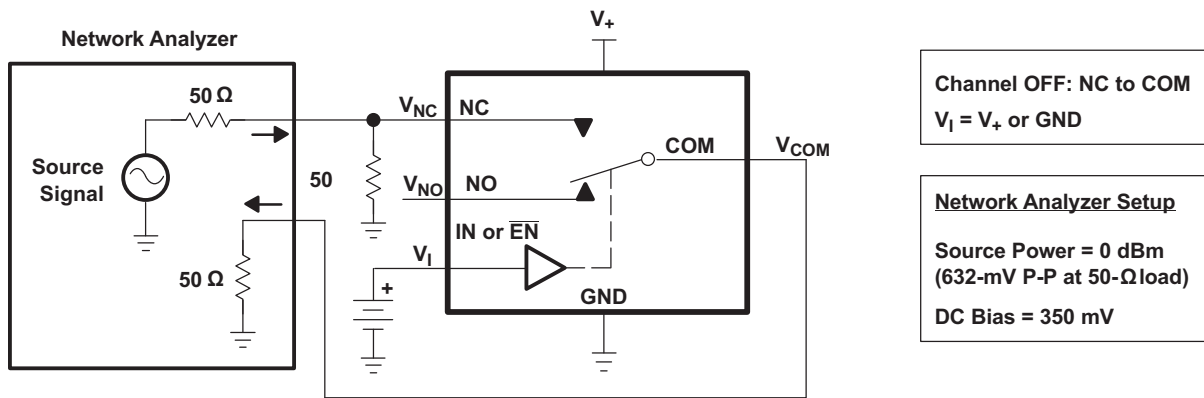 V+
Network Analyzer
50 Ω
VNC
NC
Channel OFF: NC to COM
VI = V+ or GND
COM
VCOM
Source
Signal
50
VNO
NO
Network Analyzer Setup
IN or EN
Source Power = 0 dBm
(632-mV P-P at 50-Ω load)
VI
50 Ω
+
GND
DC Bias = 350 mV